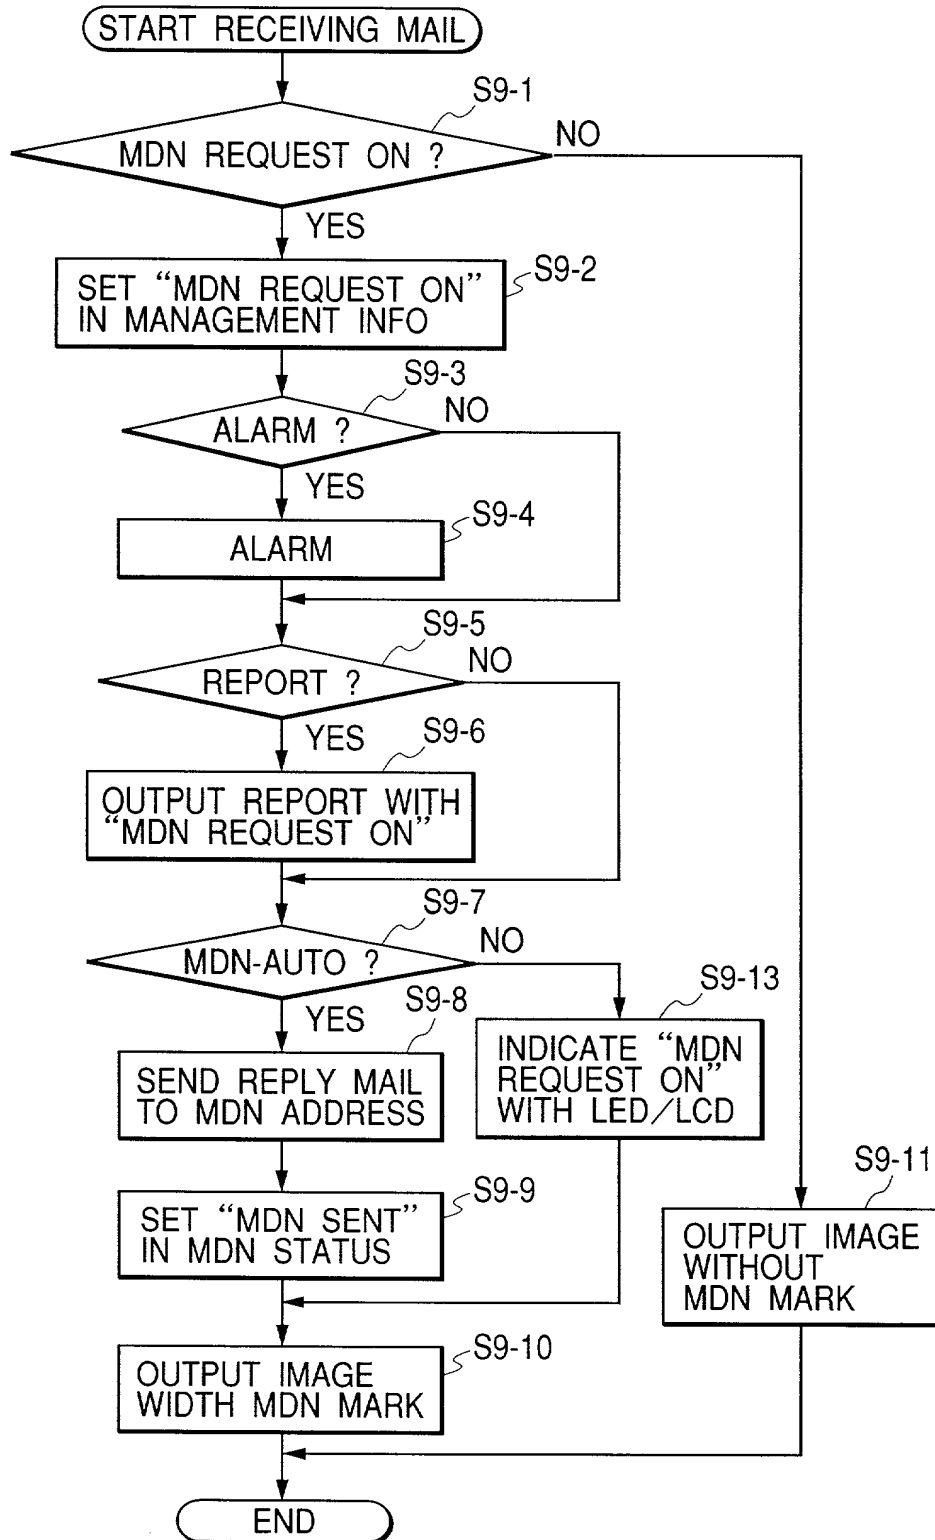 START RECEIVING MAIL
S9-1
MDN REQUEST ON ?
NO
YES
S9-2
SET “MDN REQUEST ON”
IN MANAGEMENT INFO
S9-3
ALARM ?
NO
YES
S9-4
ALARM
S9-5
REPORT ?
NO
YES
S9-6
OUTPUT REPORT WITH
“MDN REQUEST ON”
S9-7
MDN-AUTO ?
NO
YES
S9-8
SEND REPLY MAIL
TO MDN ADDRESS
S9-13
INDICATE “MDN
REQUEST ON”
WITH LED/LCD
S9-9
SET “MDN SENT”
IN MDN STATUS
S9-11
OUTPUT IMAGE
WITHOUT
MDN MARK
S9-10
OUTPUT IMAGE
WIDTH MDN MARK
END